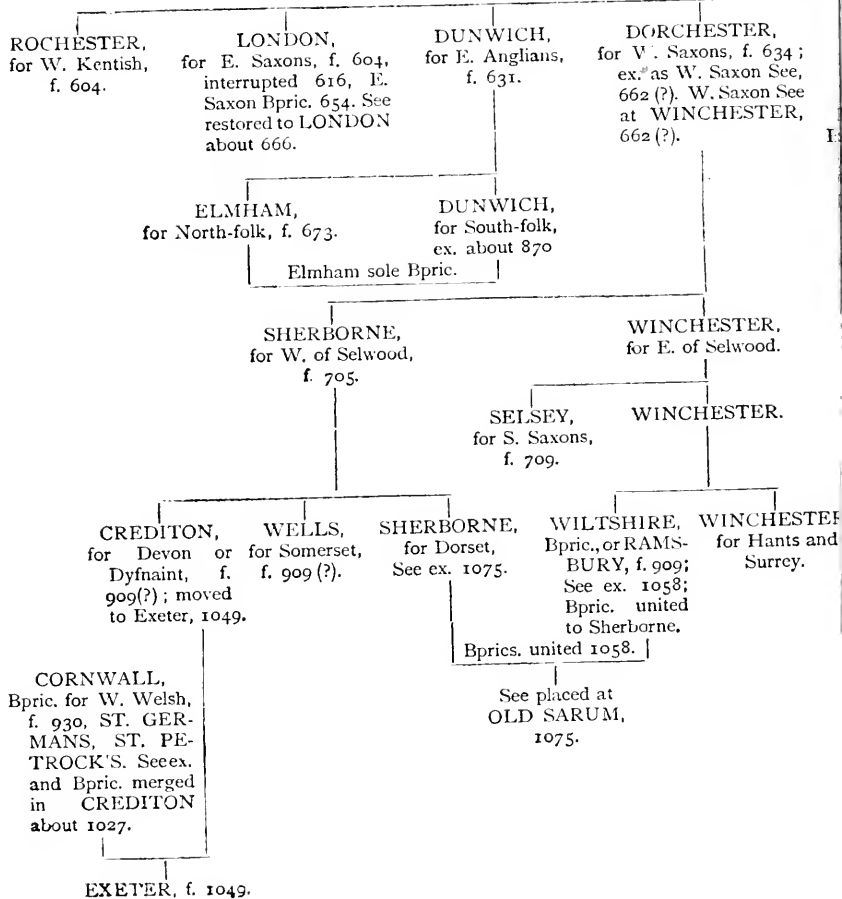 ROCHESTER,
for W. Kentish,
f. 604.
LONDON,
for E. Saxons, f. 604,
interrupted 616, E.
Saxon Bpric. 654. See
restored to LONDON
about 666.
DUNWICH,
for E. Anglians,
f. 631.
DORCHESTER,
for W. Saxons, f. 634;
ex. as W. Saxon See,
662 (?). W. Saxon See
at WINCHESTER,
662 (?).
ELMHAM,
for North-folk, f. 673.
DUNWICH,
for South-folk,
ex. about 870
Elmham sole Bpric.
SHERBORNE,
for W. of Selwood,
f. 705.
WINCHESTER,
for E. of Selwood.
SELSEY,
for S. Saxons,
f. 709.
WINCHESTER.
CREDITON,
for Devon or
Dyfnaint, f.
909(?); moved
to Exeter, 1049.
WELLS,
for Somerset,
f. 909 (?).
SHERBORNE,
for Dorset,
See ex. 1075.
WILTSHIRE,
Bpric., or RAMS-
BURY, f. 909;
See ex. 1058;
Bpric. united
to Sherborne.
WINCHESTER
for Hants and
Surrey.
Bprics. united 1058.
See placed at
OLD SARUM,
1075.
CORNWALL,
Bpric. for W. Welsh,
f. 930, ST. GER-
MANS, ST. PE-
TROCK'S. See ex.
and Bpric. merged
in CREDITON
about 1027.
EXETER, f. 1049.